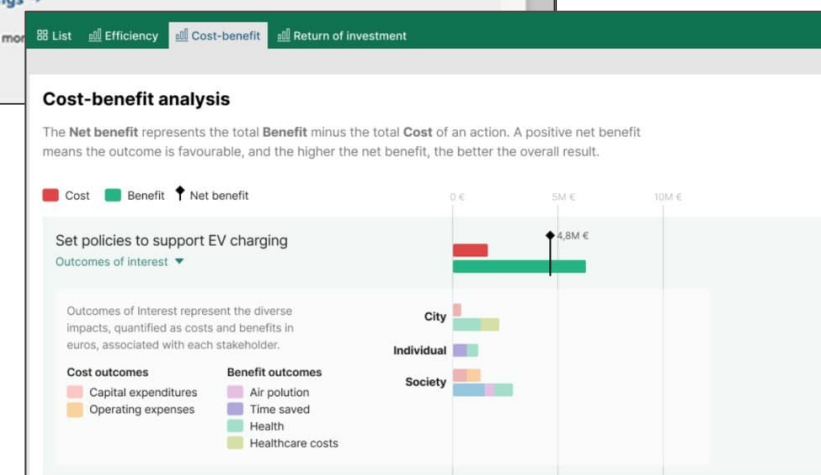 mor
List Efficiency Cost-benefit Return of investment
Cost-benefit analysis
The Net benefit represents the total Benefit minus the total Cost of an action. A positive net benefit
means the outcome is favourable, and the higher the net benefit, the better the overall result.
Cost Benefit Net benefit
0 € 5M € 10M €
Set policies to support EV charging
4,8M €
Outcomes of interest
Outcomes of Interest represent the diverse
impacts, quantified as costs and benefits in
euros, associated with each stakeholder.
City
Individual
Society
Cost outcomes
Capital expenditures
Operating expenses
Benefit outcomes
Air polution
Time saved
Health
Healthcare costs